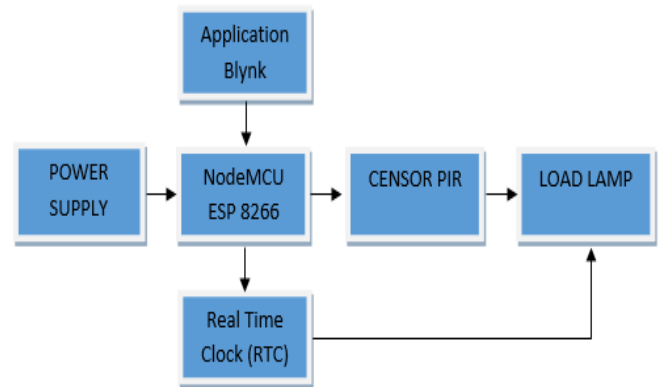 Application
Blynk
POWER
SUPPLY
NodeMCU
ESP 8266
CENSOR PIR
LOAD LAMP
Real Time
Clock (RTC)